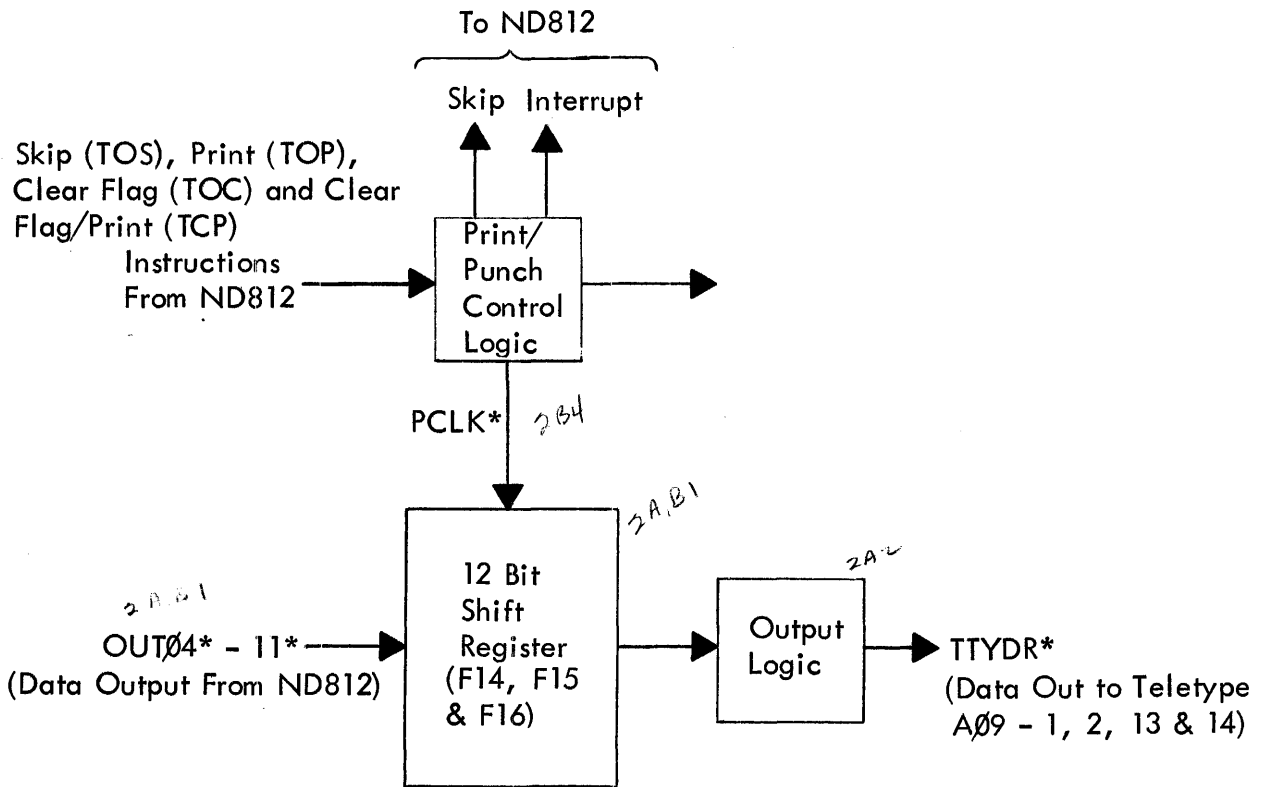 To ND812
Skip Interrupt
Skip (TOS), Print (TOP),
Clear Flag (TOC) and Clear
Flag/Print (TCP)
Instructions
From ND812
Print/
Punch
Control
Logic
PCLK*
2B4
2A,B1
12 Bit
Shift
Register
(F14, F15
& F16)
2A,B1
OUTØ4* - 11*
(Data Output From ND812)
2A-2
Output
Logic
TTYDR*
(Data Out to Teletype
AØ9 - 1, 2, 13 & 14)